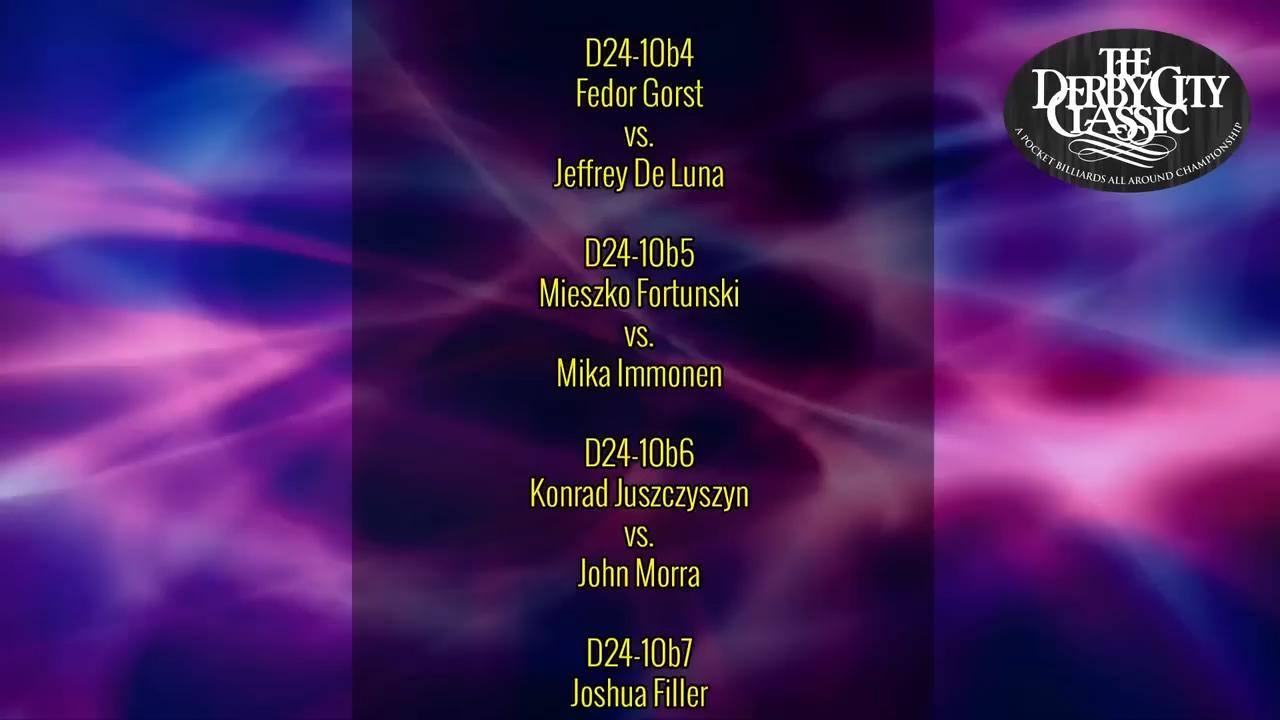 D24-10b4
Fedor Gorst
vs.
Jeffrey De Luna
D24-10b5
Mieszko Fortunski
vs.
Mika Immonen
D24-10b6
Konrad Juszczyszyn
vs.
John Morra
D24-10b7
Joshua Filler
THE
DERBY CITY
CLASSIC
A POCKET BILLIARDS ALL AROUND CHAMPIONSHIP